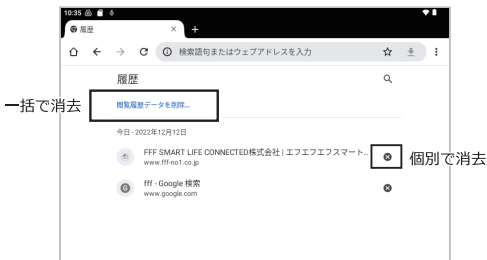 10:35
履歴
検索語句またはウェブアドレスを入力
履歴
一括で消去
閲覧履歴データを削除...
今日 - 2022年12月12日
FFF SMART LIFE CONNECTED株式会社 | エフエフエフスマート...
www.fff-no1.co.jp
個別で消去
fff - Google 検索
www.google.com
G